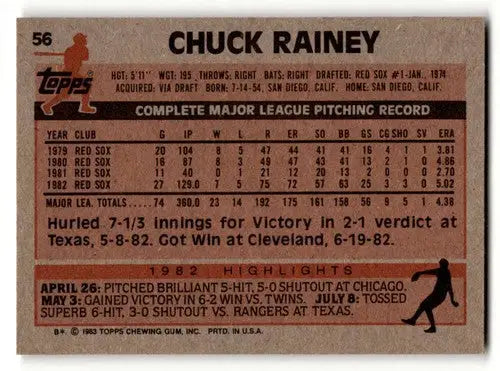 56
CHUCK RAINEY
topps
HGT: 5'11" WGT: 195 THROWS: RIGHT BATS: RIGHT DRAFTED: RED SOX #1-JAN., 1974
ACQUIRED: VIA DRAFT BORN: 7-14-54, SAN DIEGO, CALIF. HOME: SAN DIEGO, CALIF.
COMPLETE MAJOR LEAGUE PITCHING RECORD
YEAR CLUB G IP W L R ER SO BB GS CG SHO SV ERA
1979 RED SOX 20 104 8 5 47 44 41 41 16 4 1 1 3.81
1980 RED SOX 16 87 8 3 49 47 43 41 13 2 1 0 4.86
1981 RED SOX 11 40 0 1 21 12 20 13 2 0 0 0 2.70
1982 RED SOX 27 129.0 7 5 75 72 57 63 25 3 3 0 5.02
MAJOR LEA. TOTALS..... 74 360.0 23 14 192 175 161 158 56 9 5 1 4.38
Hurled 7-1/3 innings for Victory in 2-1 verdict at
Texas, 5-8-82. Got Win at Cleveland, 6-19-82.
1982 HIGHLIGHTS
APRIL 26: PITCHED BRILLIANT 5-HIT, 5-0 SHUTOUT AT CHICAGO.
MAY 3: GAINED VICTORY IN 6-2 WIN VS. TWINS. JULY 8: TOSSED
SUPERB 6-HIT, 3-0 SHUTOUT VS. RANGERS AT TEXAS.
B* © 1983 TOPPS CHEWING GUM, INC. PRTD. IN U.S.A.